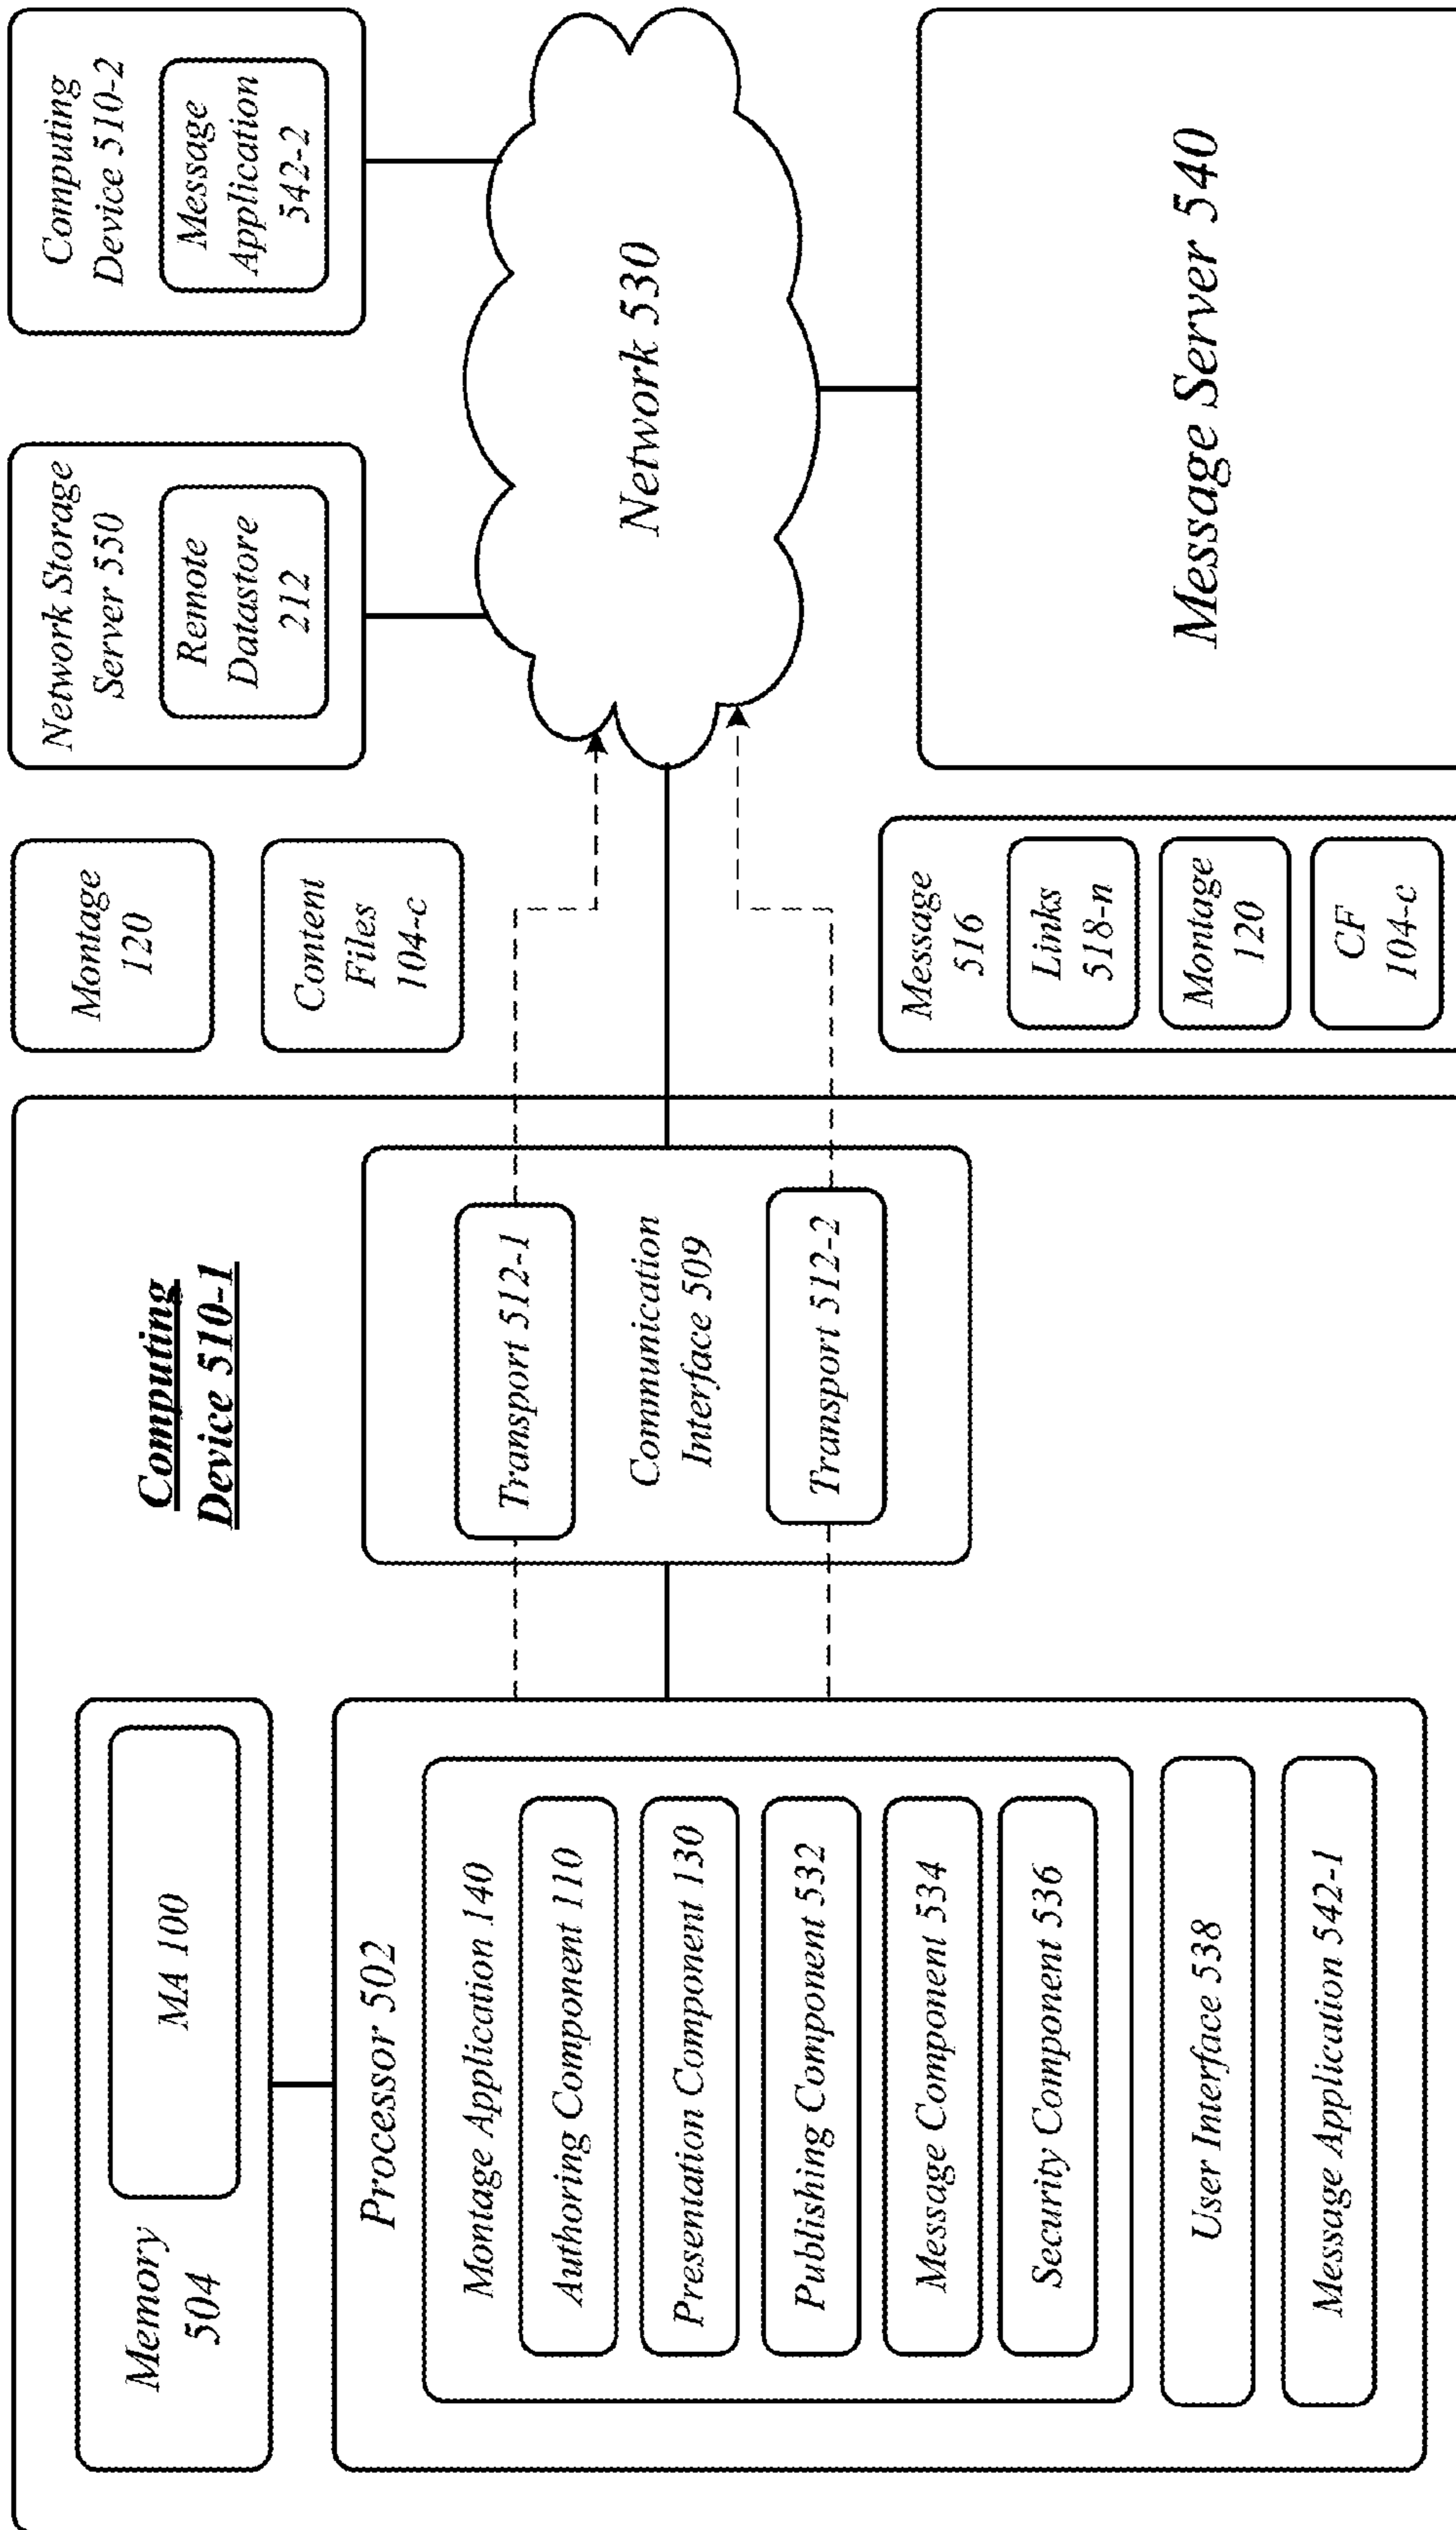 Computing
Device 510-1
Memory
504
MA 100
Processor 502
Montage Application 140
Authoring Component 110
Presentation Component 130
Publishing Component 532
Message Component 534
Security Component 536
User Interface 538
Message Application 542-1
Transport 512-1
Communication
Interface 509
Transport 512-2
Montage
120
Content
Files
104-c
Message
516
Links
518-n
Montage
120
CF
104-c
Network Storage
Server 550
Remote
Datastore
212
Computing
Device 510-2
Message
Application
542-2
Network 530
Message Server 540